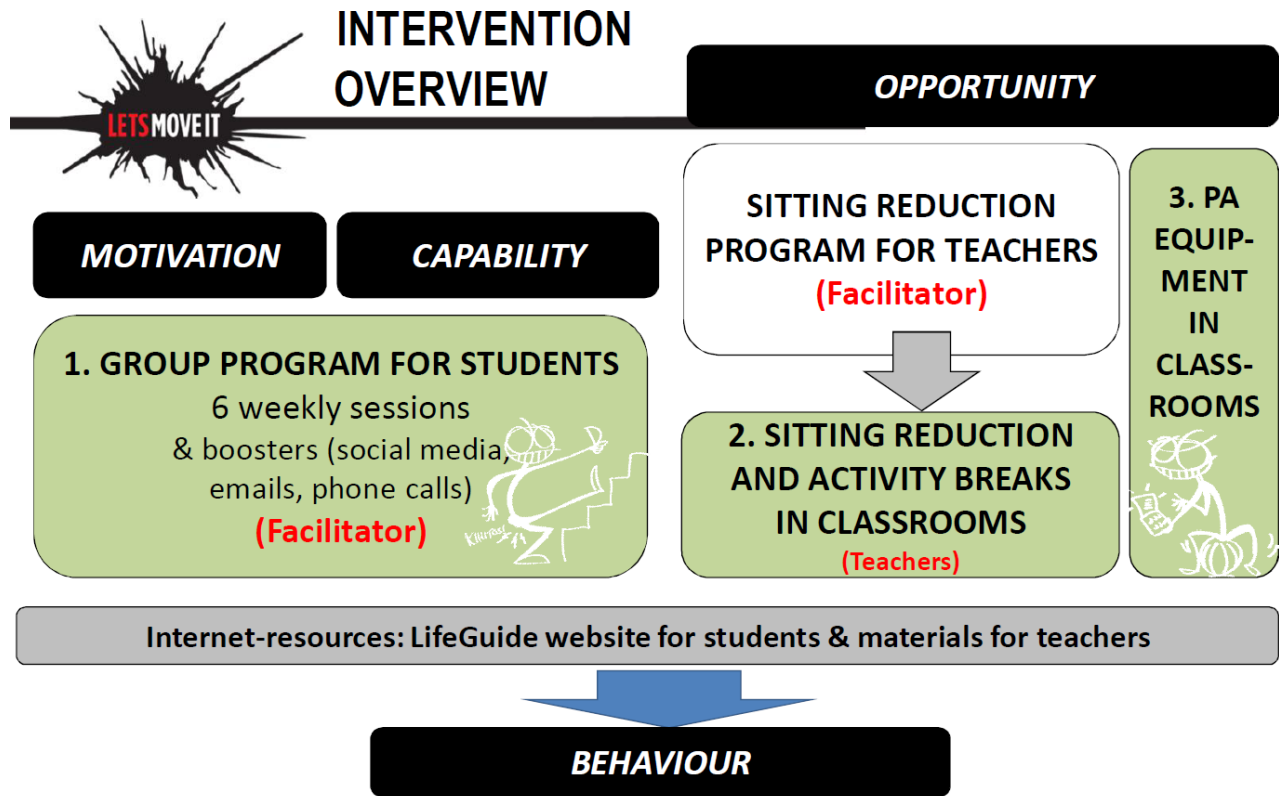 INTERVENTION
OVERVIEW
LETSMOVEIT
OPPORTUNITY
MOTIVATION
CAPABILITY
SITTING REDUCTION
PROGRAM FOR TEACHERS
(Facilitator)
3. PA
EQUIP-
MENT
IN
CLASS-
ROOMS
1. GROUP PROGRAM FOR STUDENTS
6 weekly sessions
& boosters (social media,
emails, phone calls)
(Facilitator)
2. SITTING REDUCTION
AND ACTIVITY BREAKS
IN CLASSROOMS
(Teachers)
Internet-resources: LifeGuide website for students & materials for teachers
BEHAVIOUR